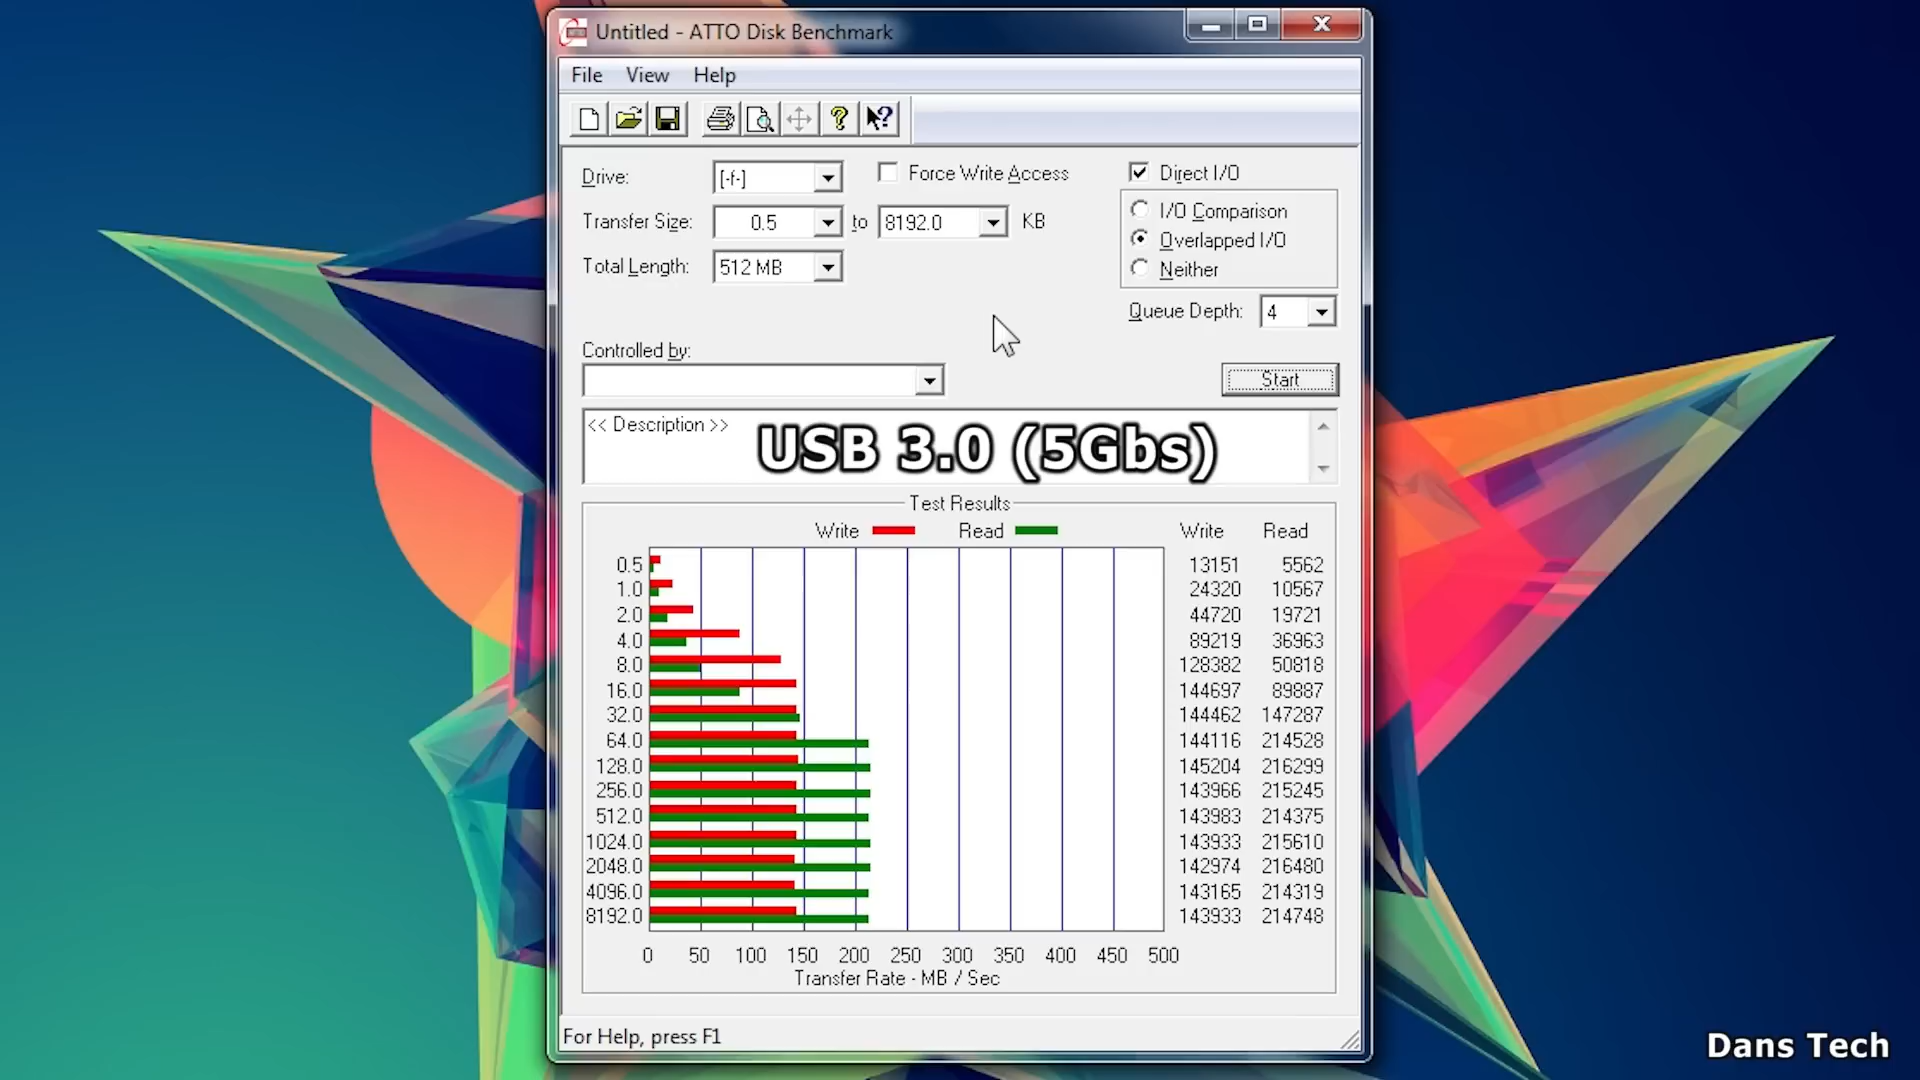 Untitled - ATTO Disk Benchmark
File View Help
Drive: [-f-] Force Write Access Direct I/O
Transfer Size: 0.5 to 8192.0 KB
I/O Comparison
Overlapped I/O
Neither
Total Length: 512 MB
Queue Depth: 4
Controlled by:
Start
<< Description >>
USB 3.0 (5Gbs)
Test Results
Write Read Write Read
0.5 13151 5562
1.0 24320 10567
2.0 44720 19721
4.0 89219 36963
8.0 128382 50818
16.0 144697 89887
32.0 144462 147287
64.0 144116 214528
128.0 145204 216299
256.0 143966 215245
512.0 143983 214375
1024.0 143933 215610
2048.0 142974 216480
4096.0 143165 214319
8192.0 143933 214748
0 50 100 150 200 250 300 350 400 450 500
Transfer Rate - MB / Sec
For Help, press F1
Dans Tech